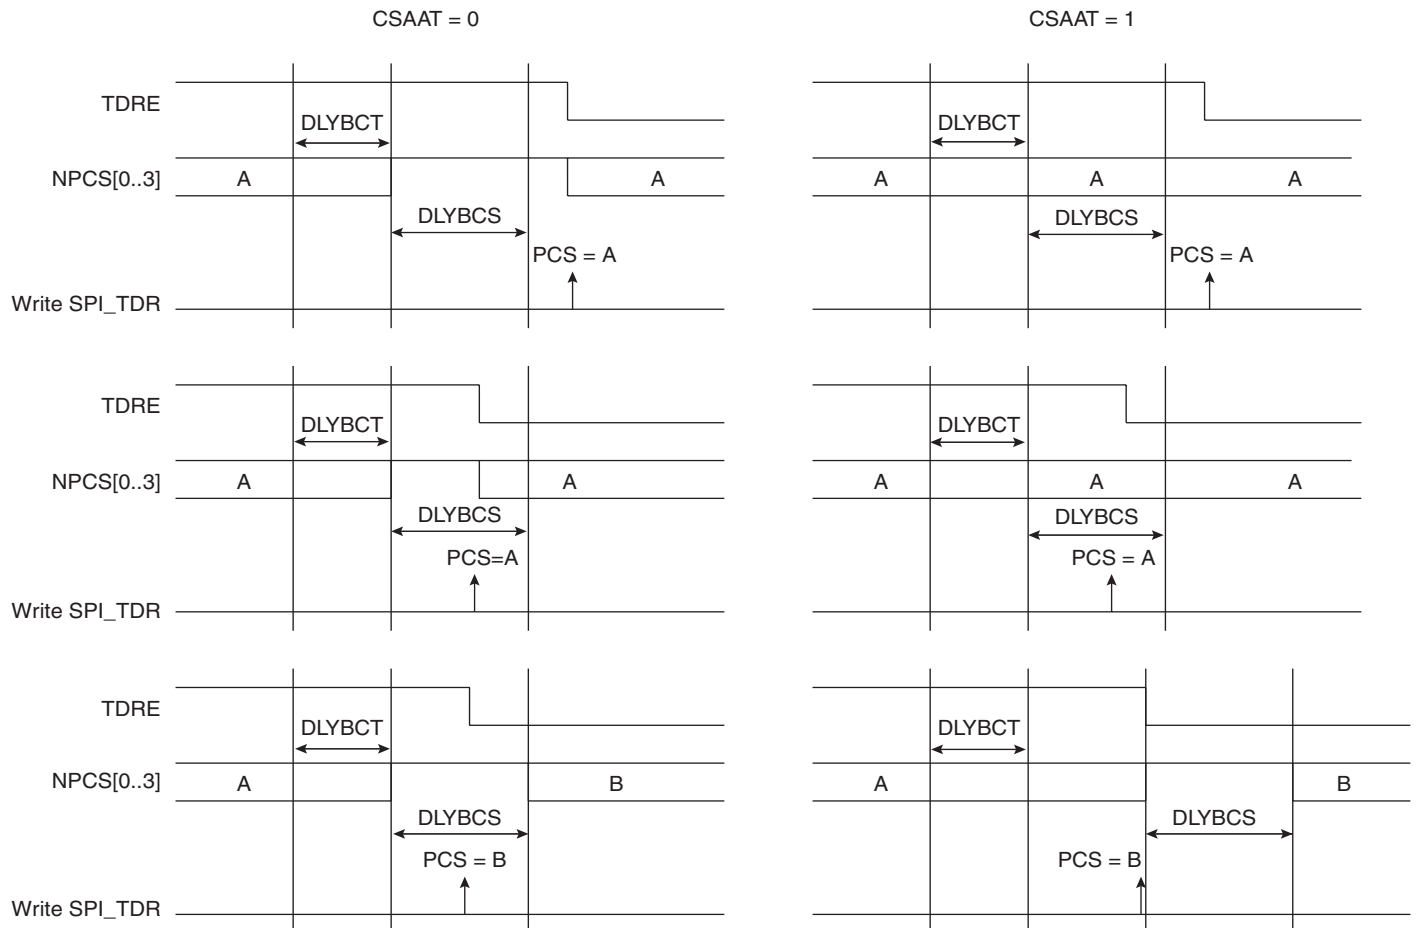 CSAAT = 0 CSAAT = 1
TDRE
DLYBCT DLYBCT
NPCS[0..3] A A A A A
DLYBCS DLYBCS
PCS = A PCS = A
Write SPI_TDR
TDRE
DLYBCT DLYBCT
NPCS[0..3] A A A A A
DLYBCS DLYBCS
PCS=A PCS = A
Write SPI_TDR
TDRE
DLYBCT DLYBCT
NPCS[0..3] A B A B
DLYBCS DLYBCS
PCS = B PCS = B
Write SPI_TDR